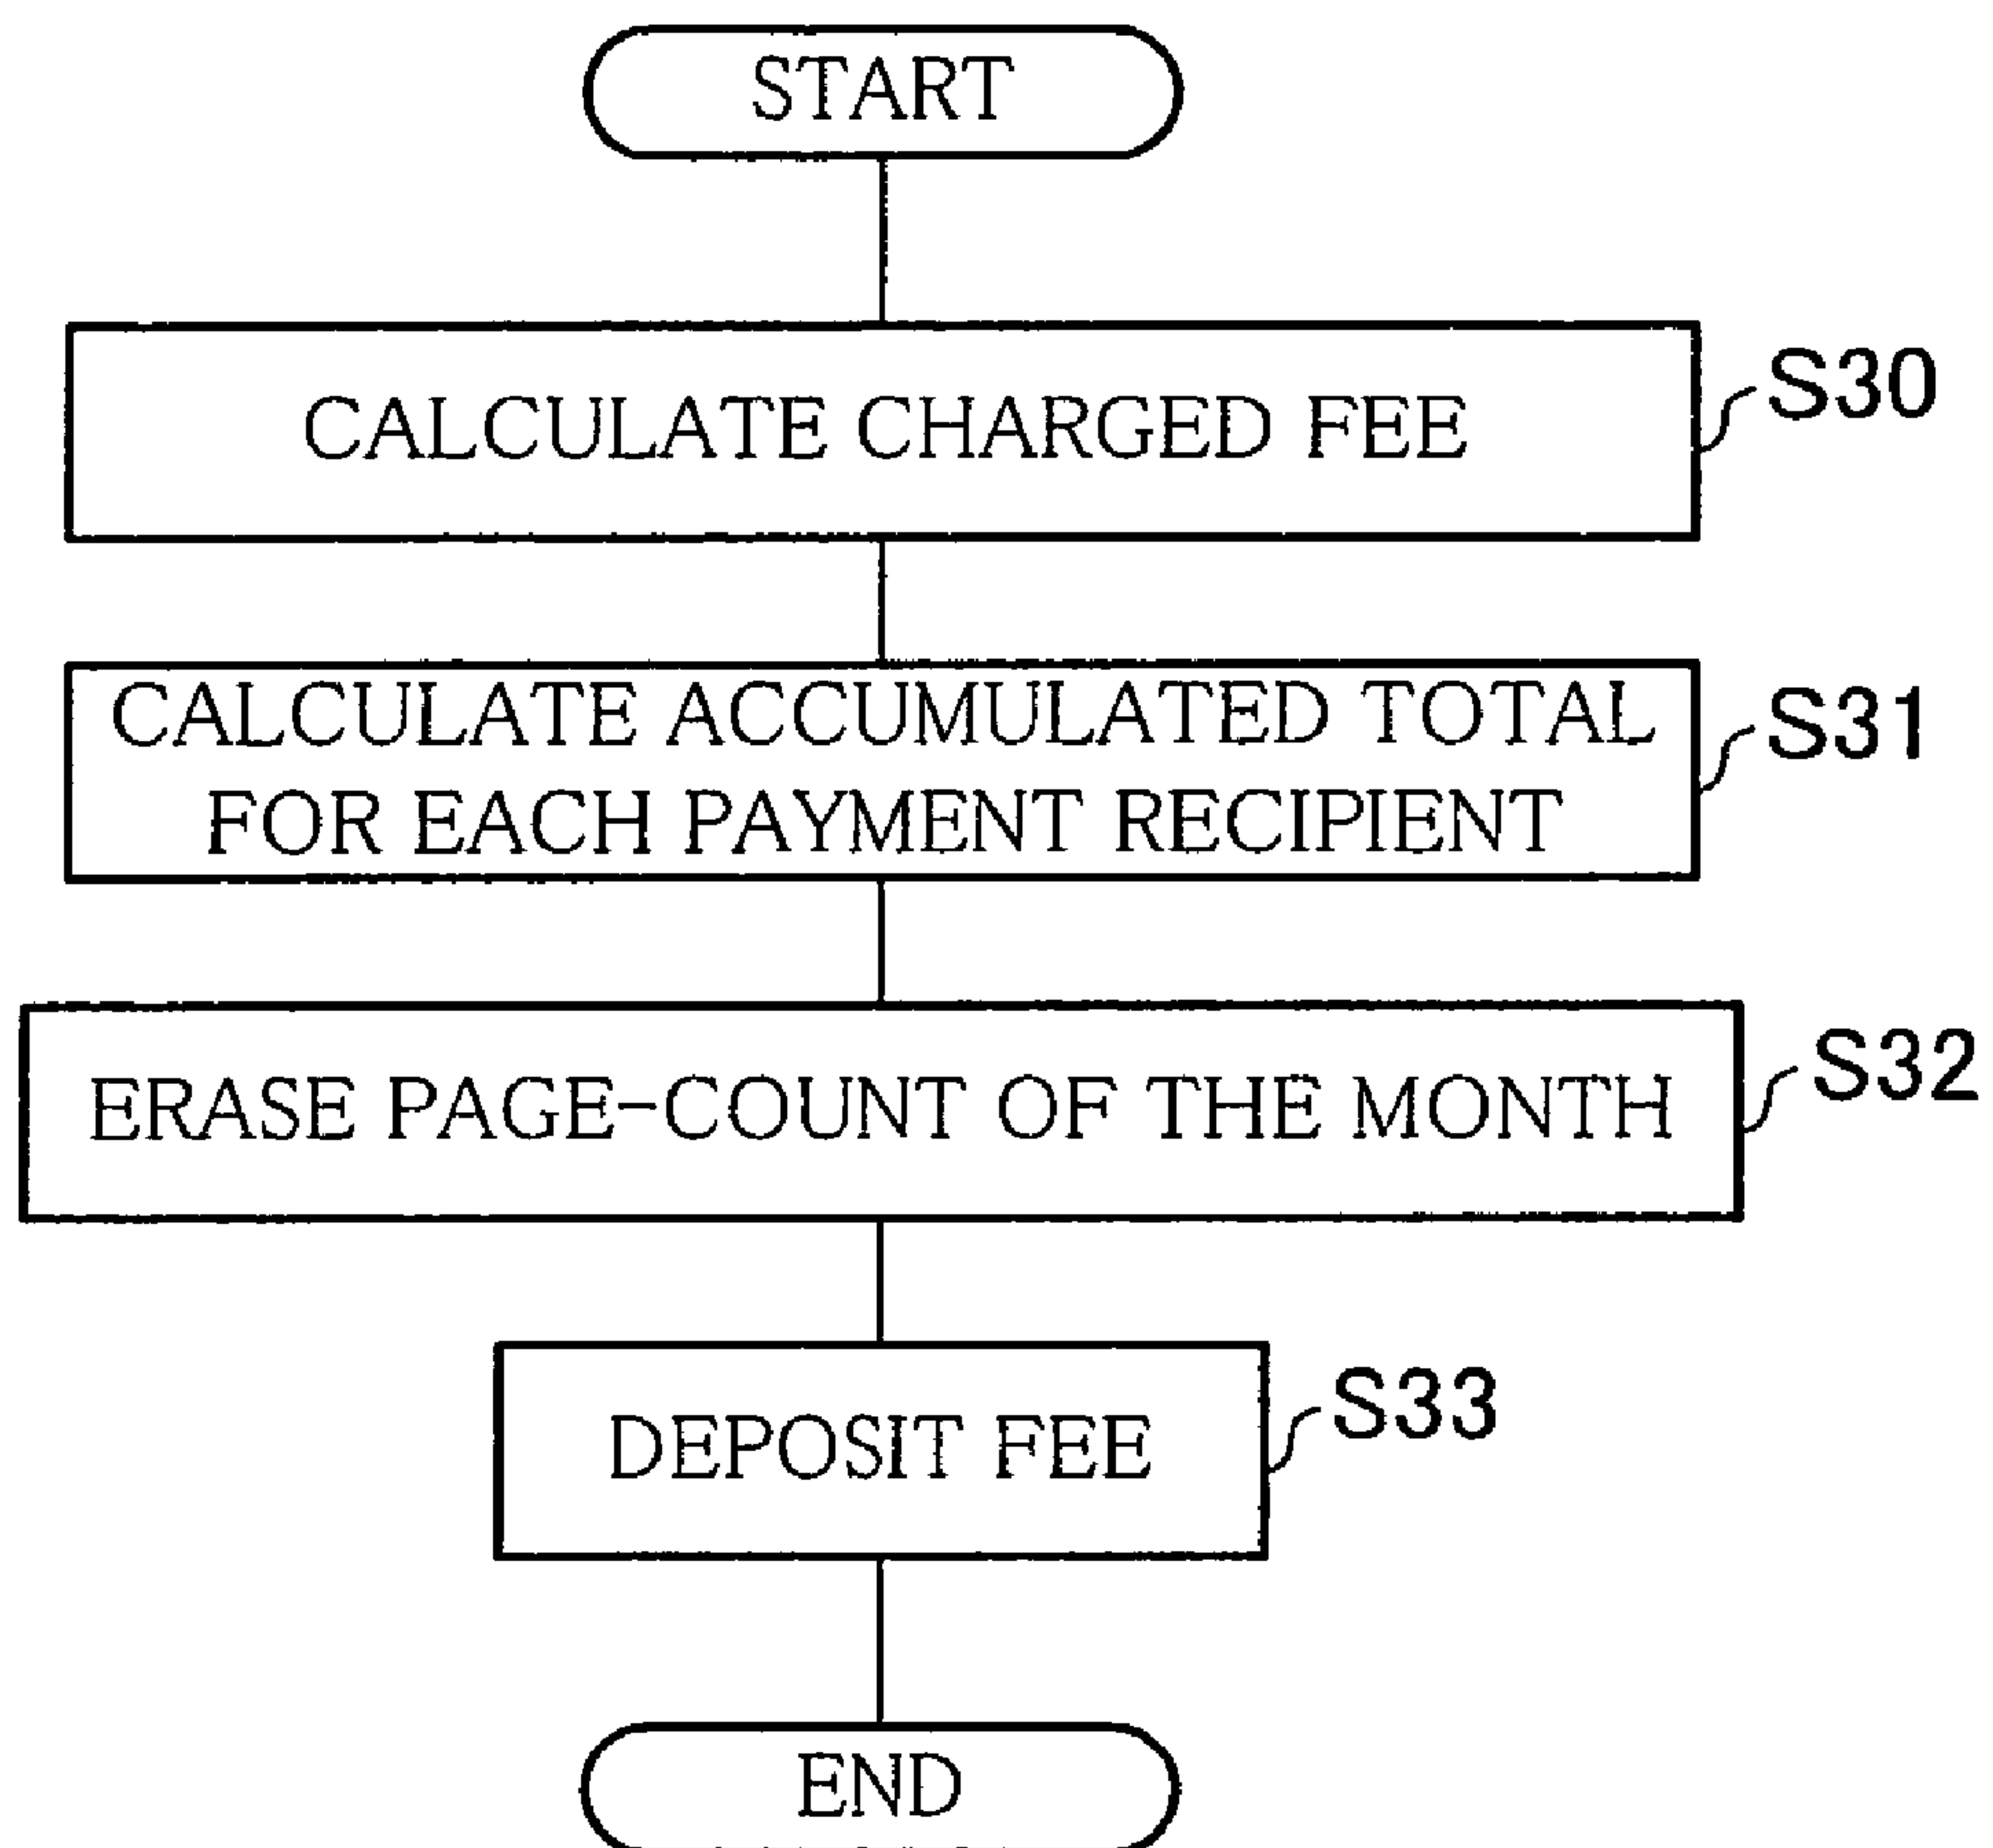 START
CALCULATE CHARGED FEE
S30
CALCULATE ACCUMULATED TOTAL
FOR EACH PAYMENT RECIPIENT
S31
ERASE PAGE-COUNT OF THE MONTH
S32
DEPOSIT FEE
S33
END